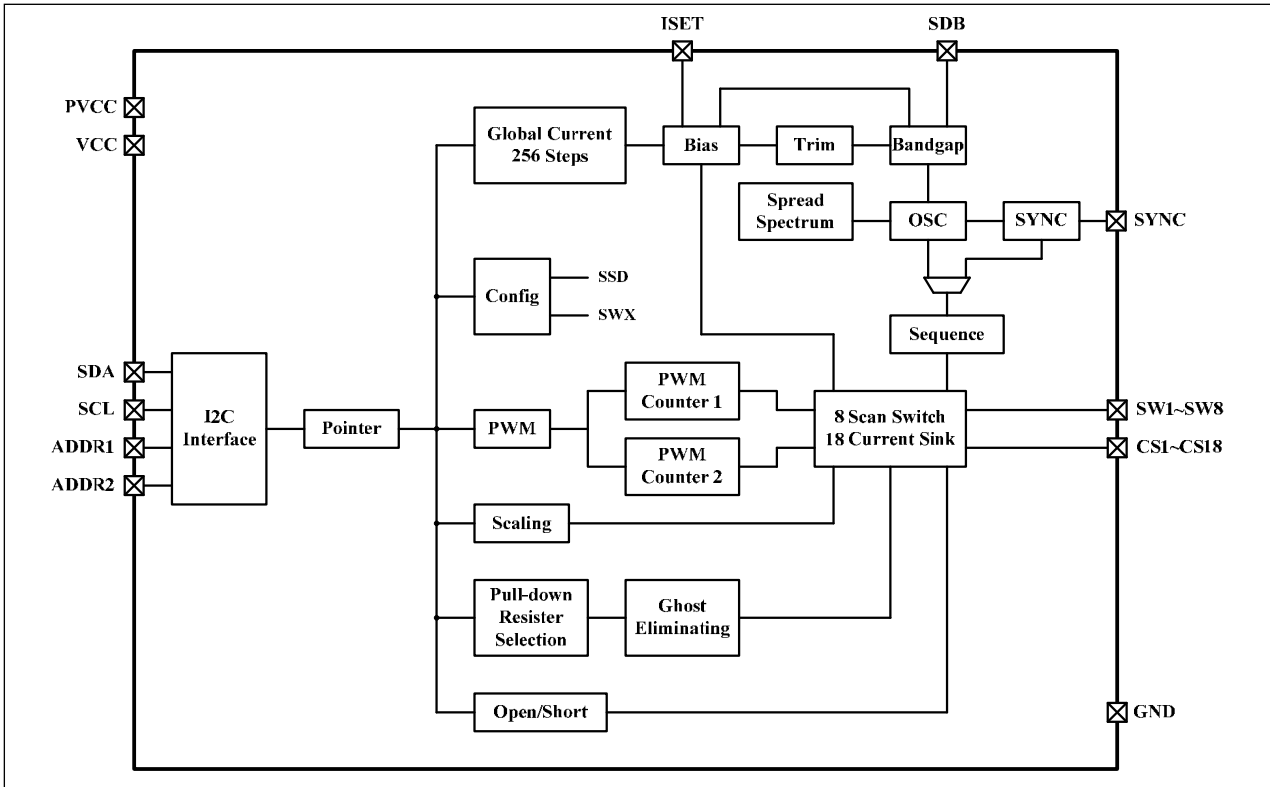 ISET
SDB
PVCC
VCC
Global Current
256 Steps
Bias
Trim
Bandgap
Spread
Spectrum
OSC
SYNC
SYNC
Config
SSD
SWX
Sequence
SDA
SCL
ADDR1
ADDR2
I2C
Interface
Pointer
PWM
PWM
Counter 1
PWM
Counter 2
8 Scan Switch
18 Current Sink
SW1~SW8
CS1~CS18
Scaling
Pull-down
Resister
Selection
Ghost
Eliminating
Open/Short
GND